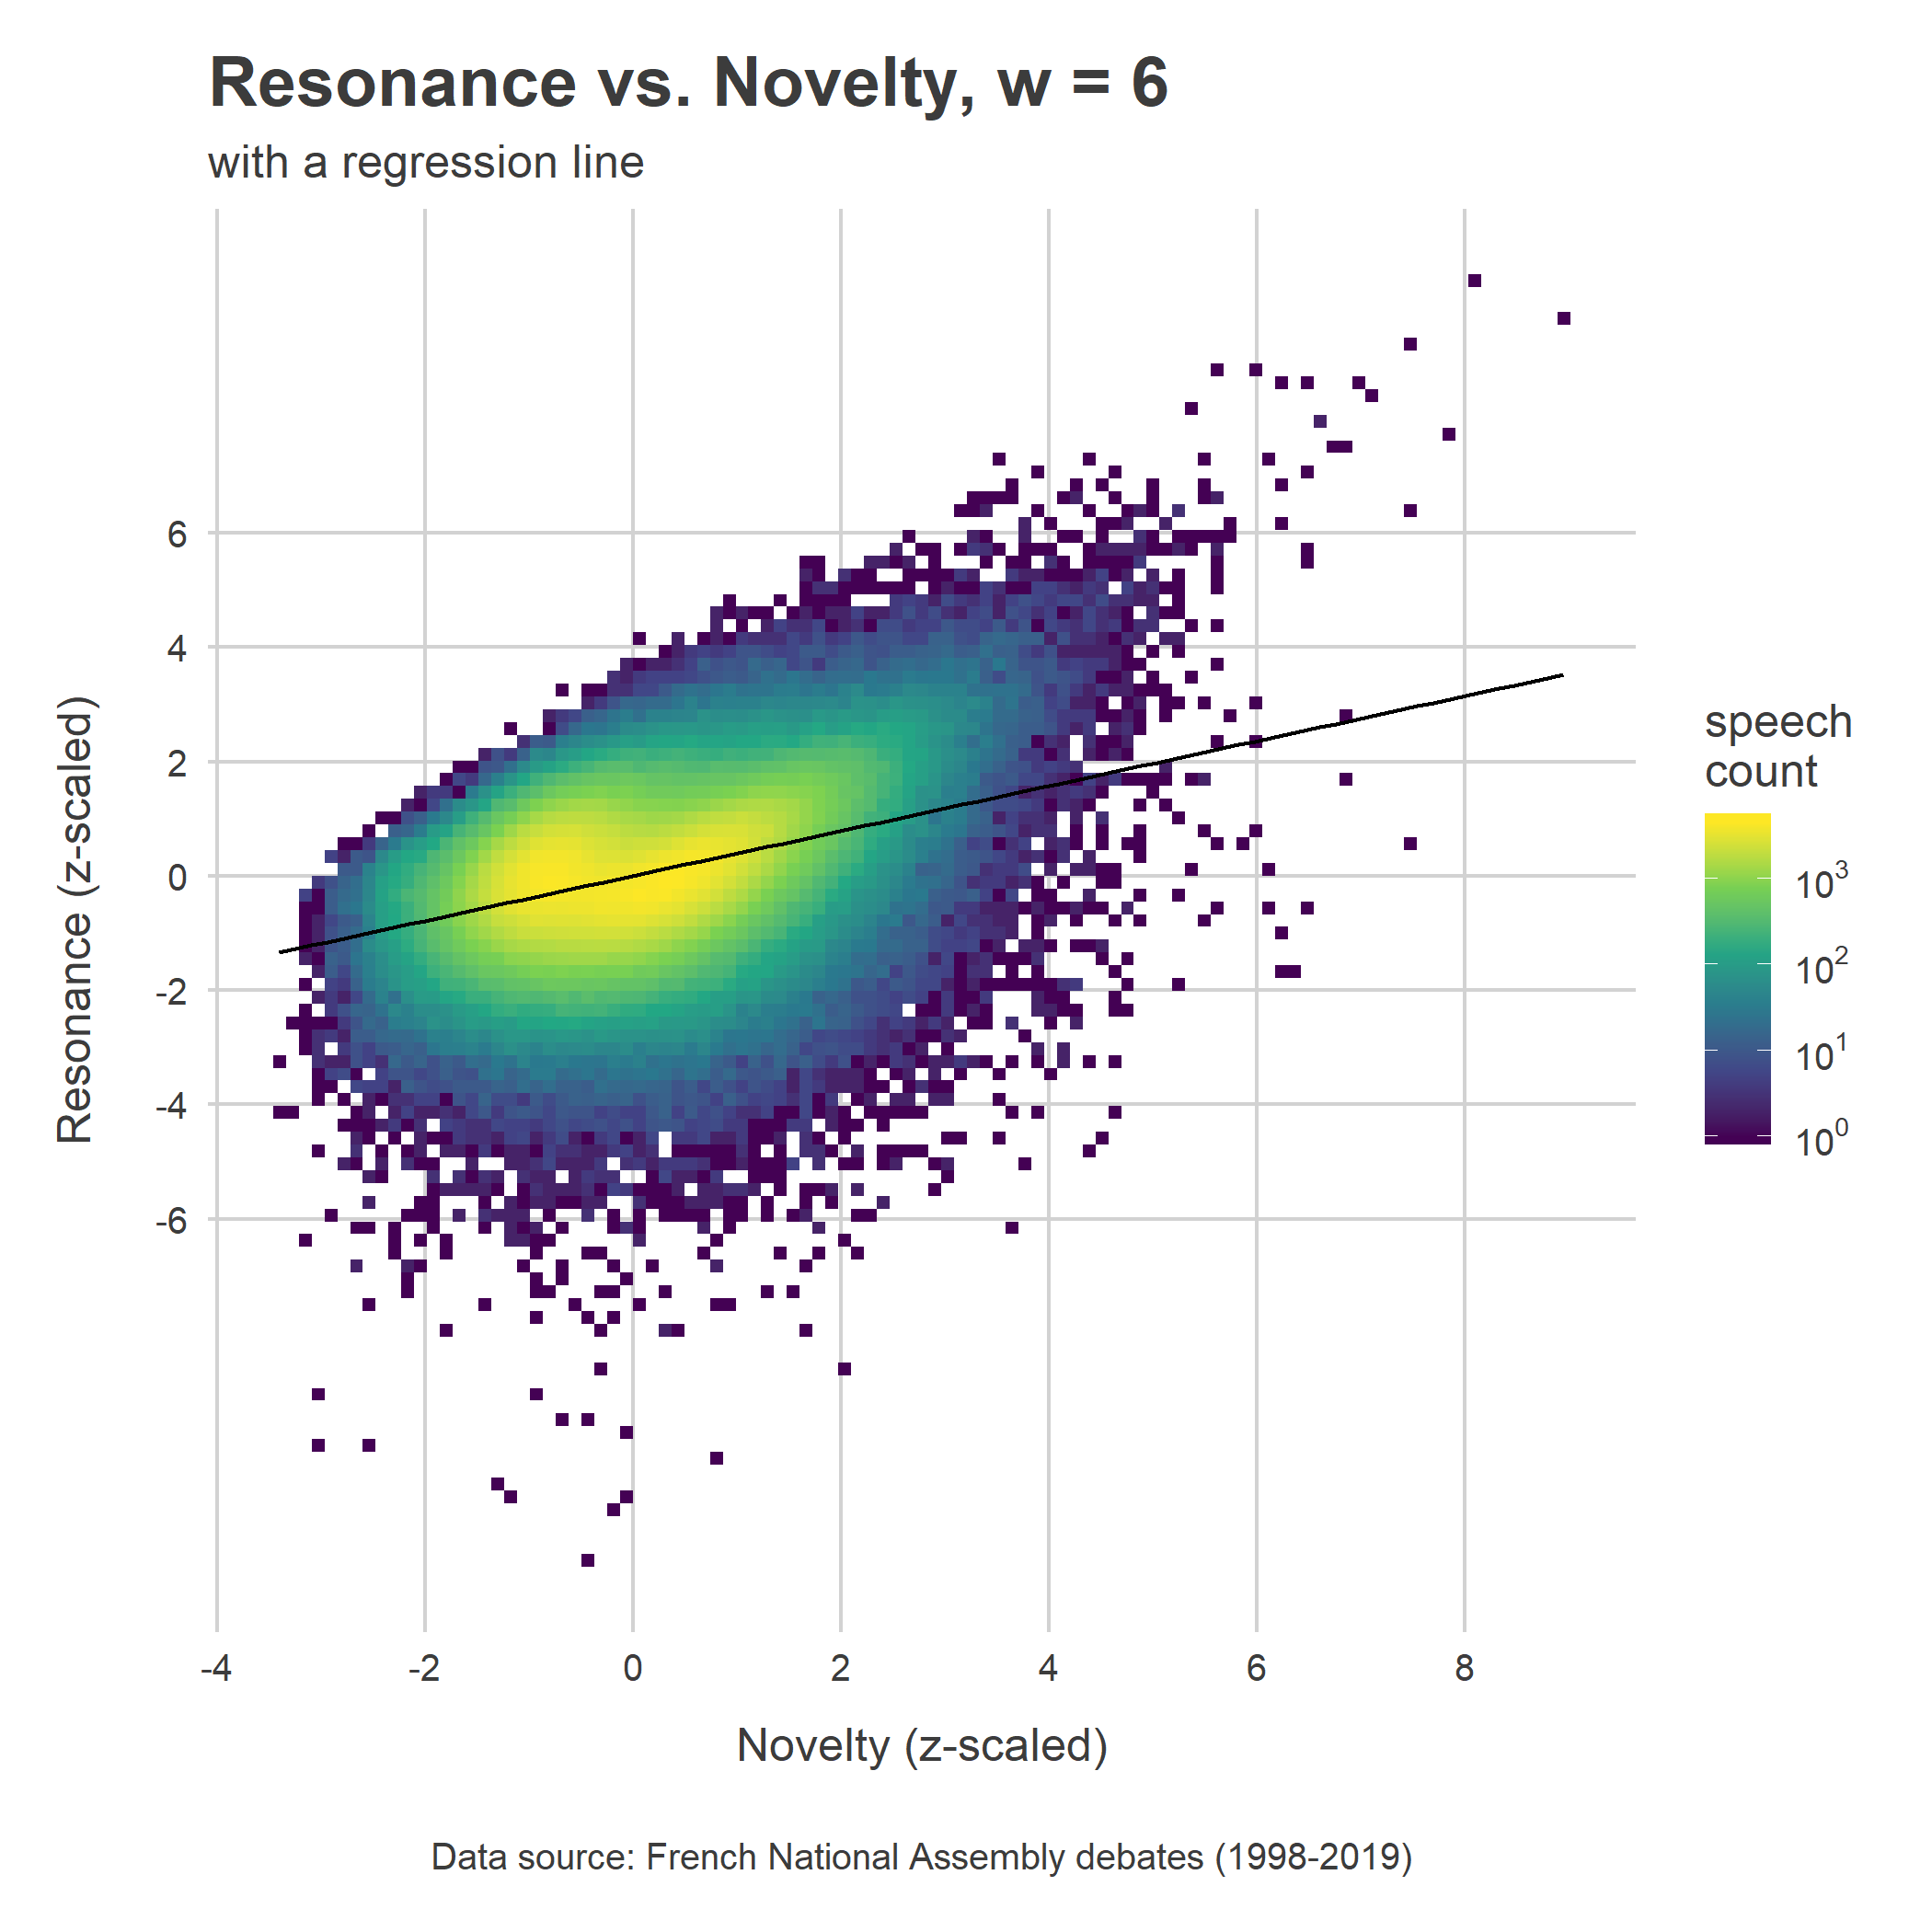 Resonance vs. Novelty, w = 6
with a regression line
Resonance (z-scaled)
6
4
2
0
-2
-4
-6
-4 -2 0 2 4 6 8
Novelty (z-scaled)
speech
count
10³
10²
10¹
10⁰
Data source: French National Assembly debates (1998-2019)